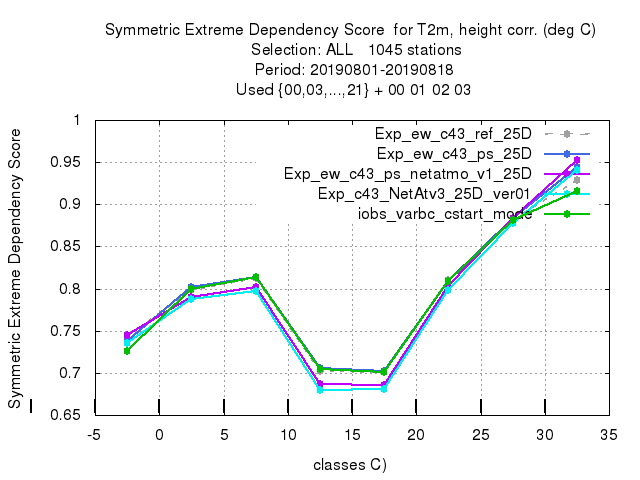 Symmetric Extreme Dependency Score for T2m, height corr. (deg C)
Selection: ALL 1045 stations
Period: 20190801-20190818
Used {00,03,...,21} + 00 01 02 03
Exp_ew_c43_ref_25D
Exp_ew_c43_ps_25D
Exp_ew_c43_ps_netatmo_v1_25D
Exp_c43_NetAtv3_25D_ver01
iobs_varbc_cstart_mode
Symmetric Extreme Dependency Score
1
0.95
0.9
0.85
0.8
0.75
0.7
0.65
-5 0 5 10 15 20 25 30 35
classes C)